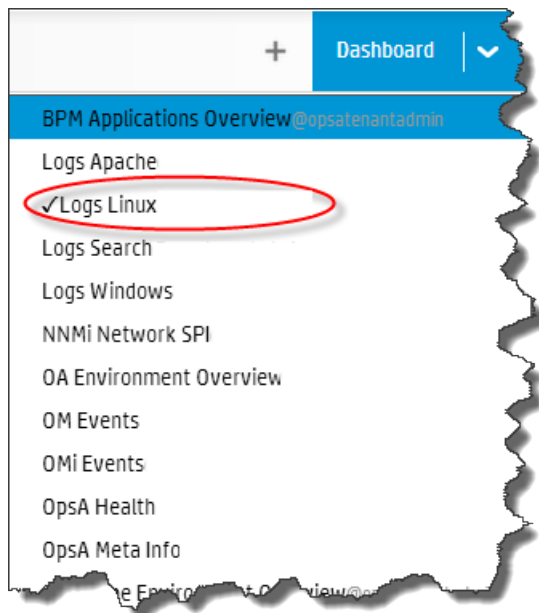 + Dashboard
BPM Applications Overview@opsatenantadmin
Logs Apache
✓Logs Linux
Logs Search
Logs Windows
NNMi Network SPI
OA Environment Overview
OM Events
OMi Events
OpsA Health
OpsA Meta Info